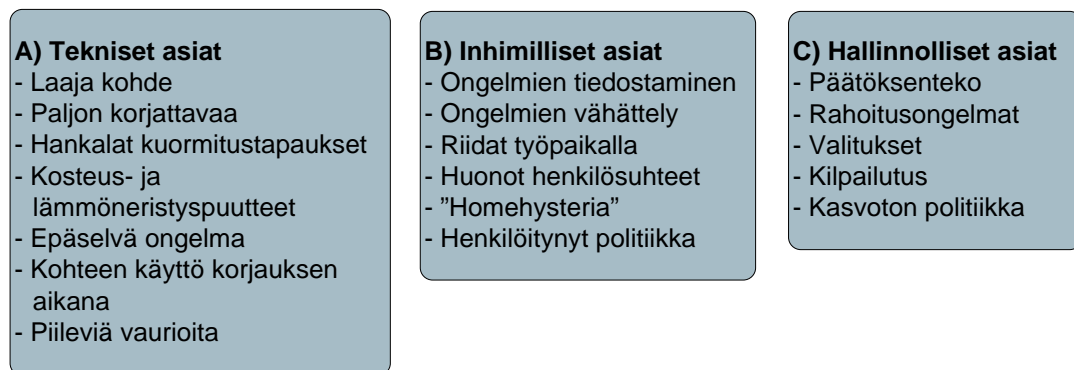 A) Tekniset asiat
- Laaja kohde
- Paljon korjattavaa
- Hankalat kuormitustapaukset
- Kosteus- ja
lämmöneristyspuutteet
- Epäselvä ongelma
- Kohteen käyttö korjauksen
aikana
- Piileviä vaurioita
B) Inhimilliset asiat
- Ongelmien tiedostaminen
- Ongelmien vähättely
- Riidat työpaikalla
- Huonot henkilösuhteet
- ”Homehysteria”
- Henkilöitynyt politiikka
C) Hallinnolliset asiat
- Päätöksenteko
- Rahoitusongelmat
- Valitukset
- Kilpailutus
- Kasvoton politiikka